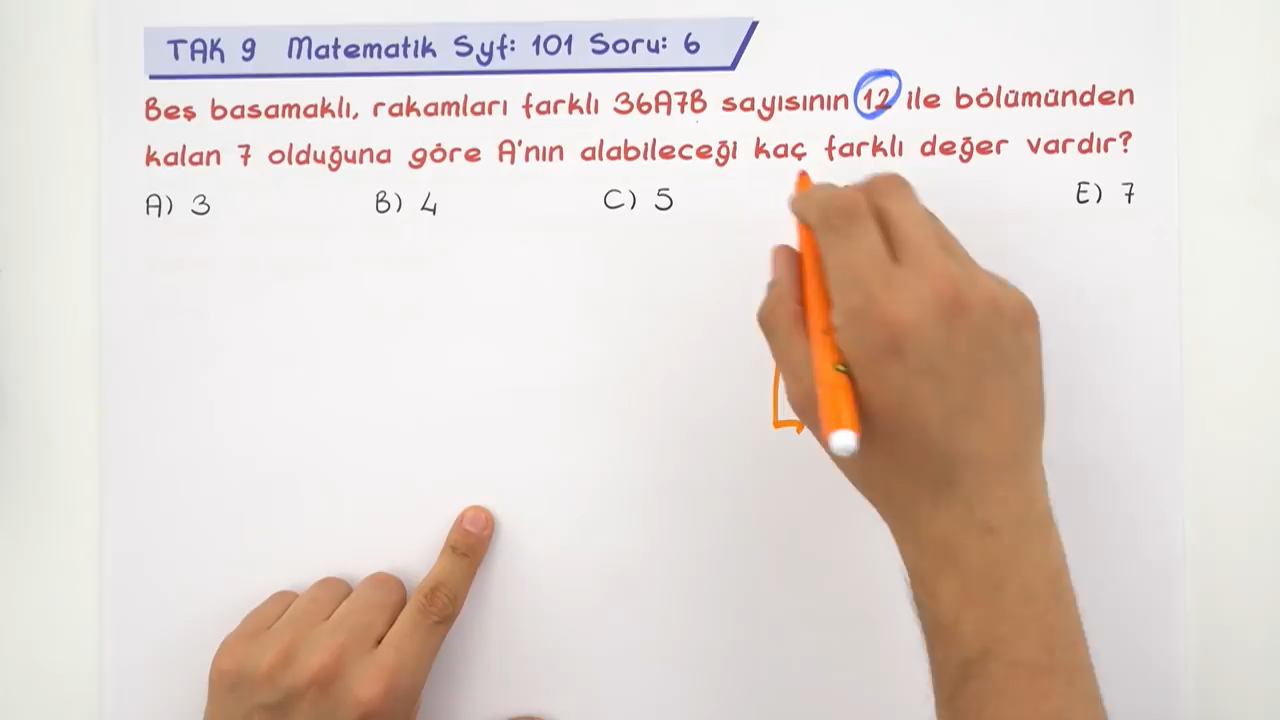 TAK 9 Matematik Syf: 101 Soru: 6
Beş basamaklı, rakamları farklı 36A7B sayısının 12 ile bölümünden
kalan 7 olduğuna göre A'nın alabileceği kaç farklı değer vardır?
A) 3 B) 4 C) 5 E) 7